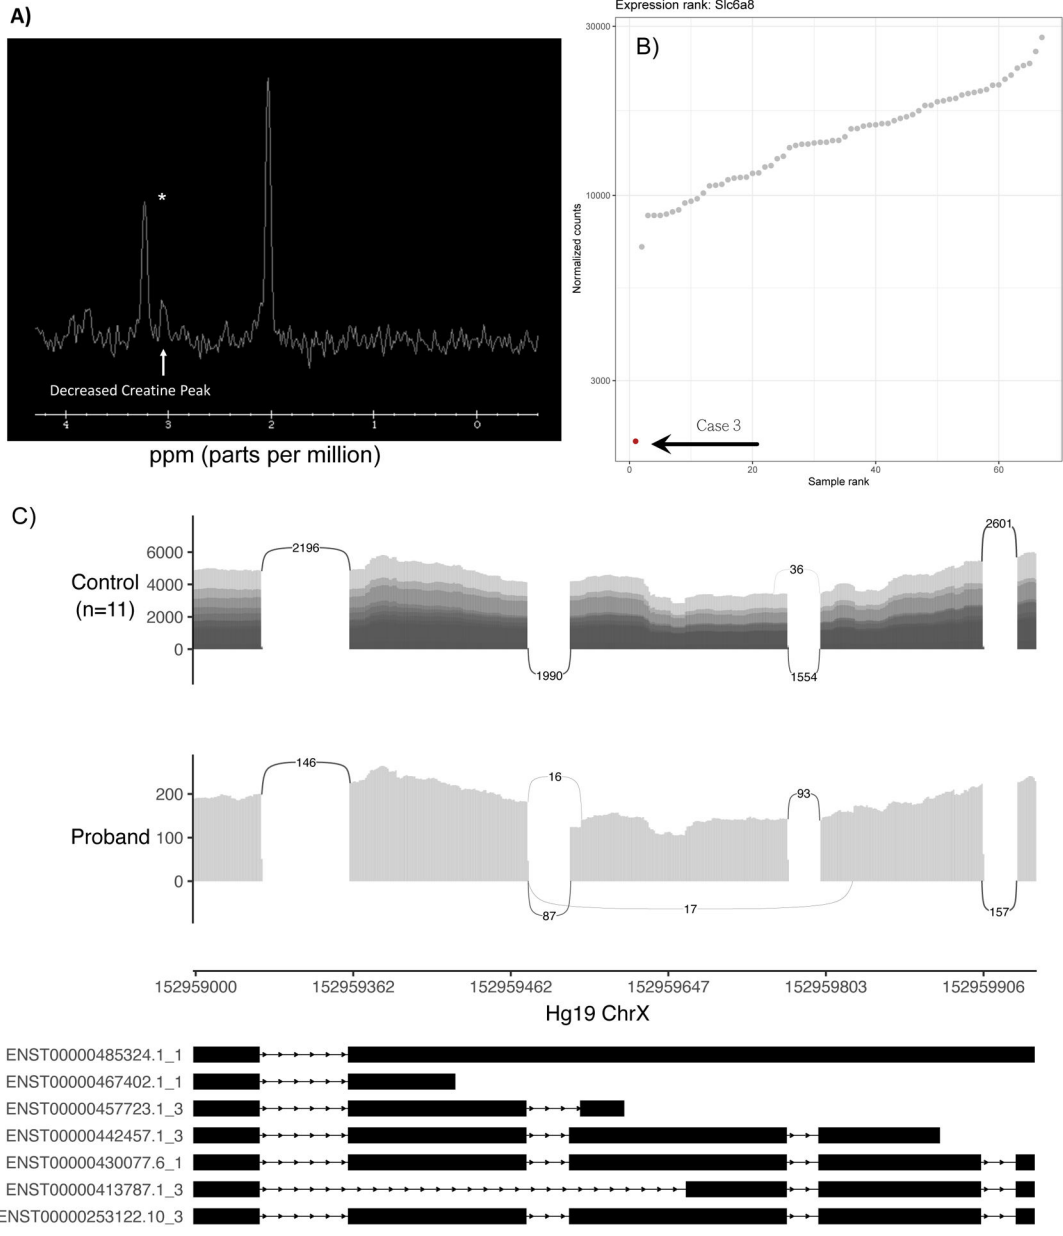 A)
*
Decreased Creatine Peak
4 3 2 1 0
ppm (parts per million)
Expression rank: Slc6a8
B)
30000
10000
3000
Normalized counts
Case 3
0 20 40 60
Sample rank
C)
Control
(n=11)
6000
4000
2000
0
2196
1990
36
1554
2601
Proband
200
100
0
146
16
87
17
93
157
152959000 152959362 152959462 152959647 152959803 152959906
Hg19 ChrX
ENST00000485324.1_1
ENST00000467402.1_1
ENST00000457723.1_3
ENST00000442457.1_3
ENST00000430077.6_1
ENST00000413787.1_3
ENST00000253122.10_3